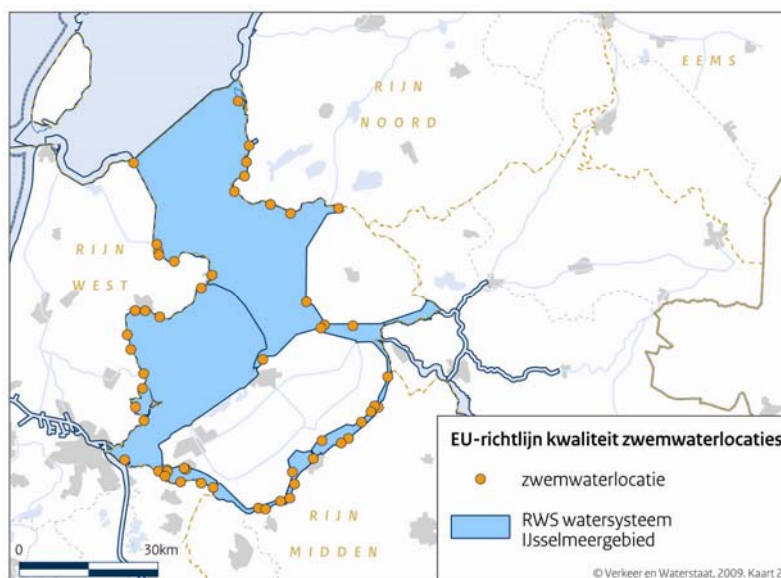 RIJN
NOORD
EEMS
RIJN
WEST
RIJN
MIDDEN
EU-richtlijn kwaliteit zwemwaterlocaties
zwemwaterlocatie
RWS watersysteem
IJsselmeergebied
0 30km
© Verkeer en Waterstaat, 2009. Kaart 2